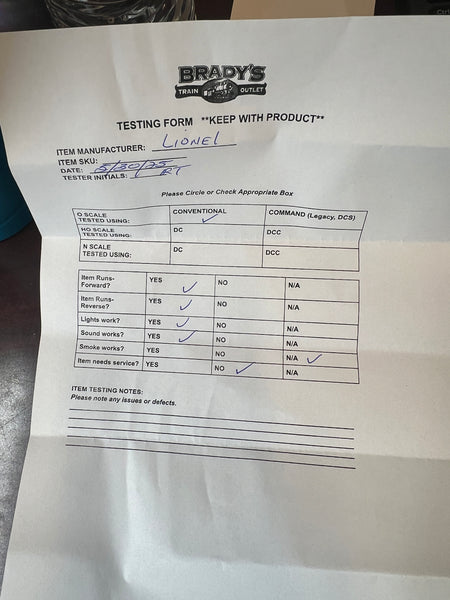 BRADY'S
TRAIN OUTLET
TESTING FORM **KEEP WITH PRODUCT**
ITEM MANUFACTURER: LIONEL
ITEM SKU:
DATE: 5/30/25
TESTER INITIALS: RT
Please Circle or Check Appropriate Box
O SCALE TESTED USING: CONVENTIONAL ✓ COMMAND (Legacy, DCS)
HO SCALE TESTED USING: DC DCC
N SCALE TESTED USING: DC DCC
Item Runs- Forward? YES ✓ NO N/A
Item Runs- Reverse? YES ✓ NO N/A
Lights work? YES ✓ NO N/A
Sound works? YES ✓ NO N/A
Smoke works? YES NO N/A ✓
Item needs service? YES NO ✓ N/A
ITEM TESTING NOTES:
Please note any issues or defects.